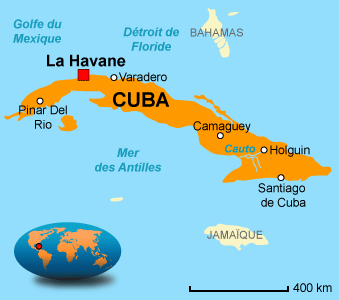 Golfe du
Mexique
Détroit de
Floride
BAHAMAS
La Havane
Varadero
CUBA
Pinar Del
Rio
Camaguey
Cauto
Holguin
Mer
des Antilles
Santiago
de Cuba
JAMAÏQUE
400 km